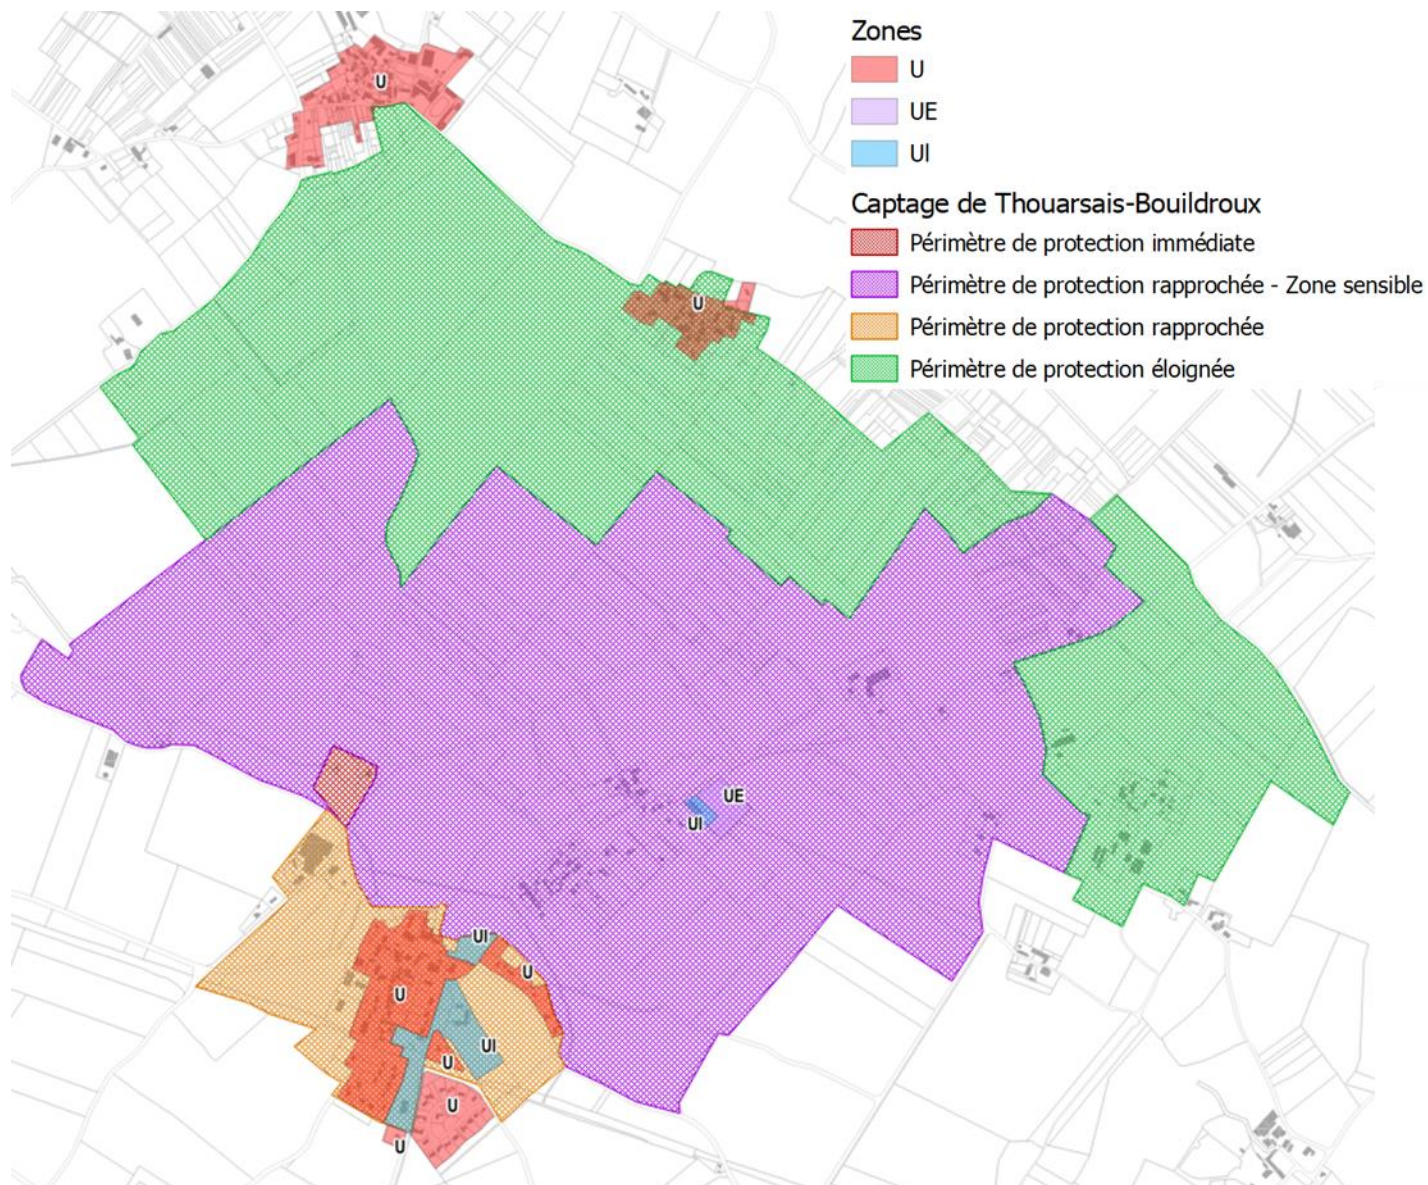 Zones
U
UE
Ul
Captage de Thouarsais-Bouildroux
Périmètre de protection immédiate
Périmètre de protection rapprochée - Zone sensible
Périmètre de protection rapprochée
Périmètre de protection éloignée
U
U
UE
Ul
Ul
U
U
Ul
U
U
U